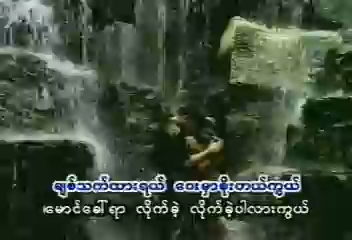 ချစ်သက်ထားရယ် ဝေးမှာစိုးတယ်ကွယ်
မောင်ခေါ်ရာ လိုက်ခဲ့ လိုက်ခဲ့ပါလားကွယ်